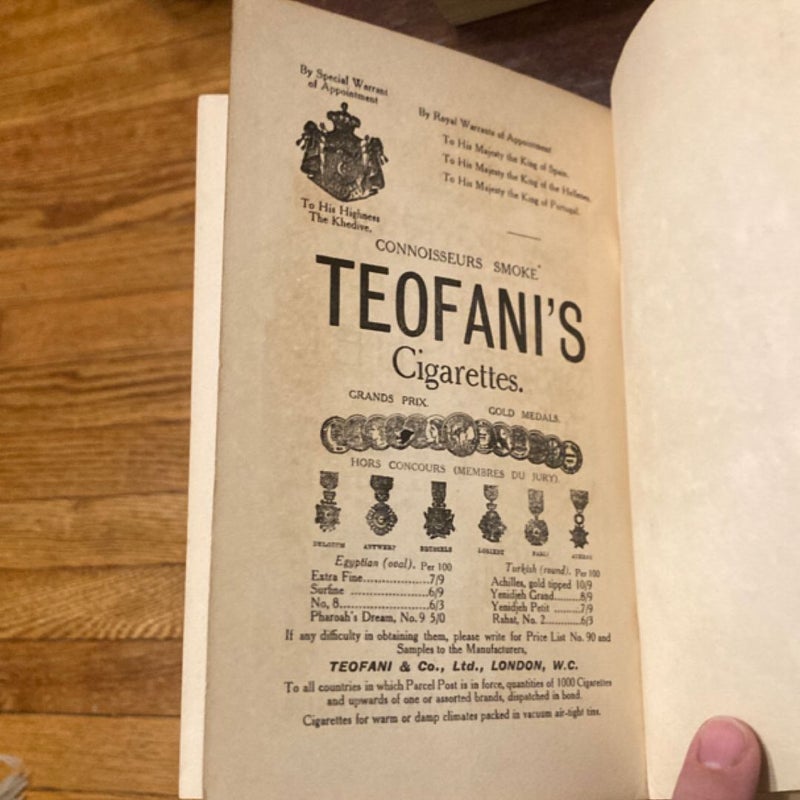 By Special Warrant
of Appointment
To His Highness
The Khedive.
By Royal Warrants of Appointment
To His Majesty the King of Spain.
To His Majesty the King of the Hellenes.
To His Majesty the King of Portugal.
CONNOISSEURS SMOKE
TEOFANI'S
Cigarettes.
GRANDS PRIX. GOLD MEDALS.
HORS CONCOURS (MEMBRES DU JURY).
ANTWERP BRUSSELS LORIENT PARIS
Egyptian (oval). Per 100
Extra Fine..................7/9
Surfine .....................6/9
No. 8........................6/3
Pharoah's Dream, No. 9 5/0
Turkish (round). Per 100
Achilles, gold tipped 10/9
Yenidjeh Grand.........8/9
Yenidjeh Petit .........7/9
Rahat, No. 2............6/3
If any difficulty in obtaining them, please write for Price List No. 90 and
Samples to the Manufacturers,
TEOFANI & Co., Ltd., LONDON, W.C.
To all countries in which Parcel Post is in force, quantities of 1000 Cigarettes
and upwards of one or assorted brands, dispatched in bond.
Cigarettes for warm or damp climates packed in vacuum air-tight tins.